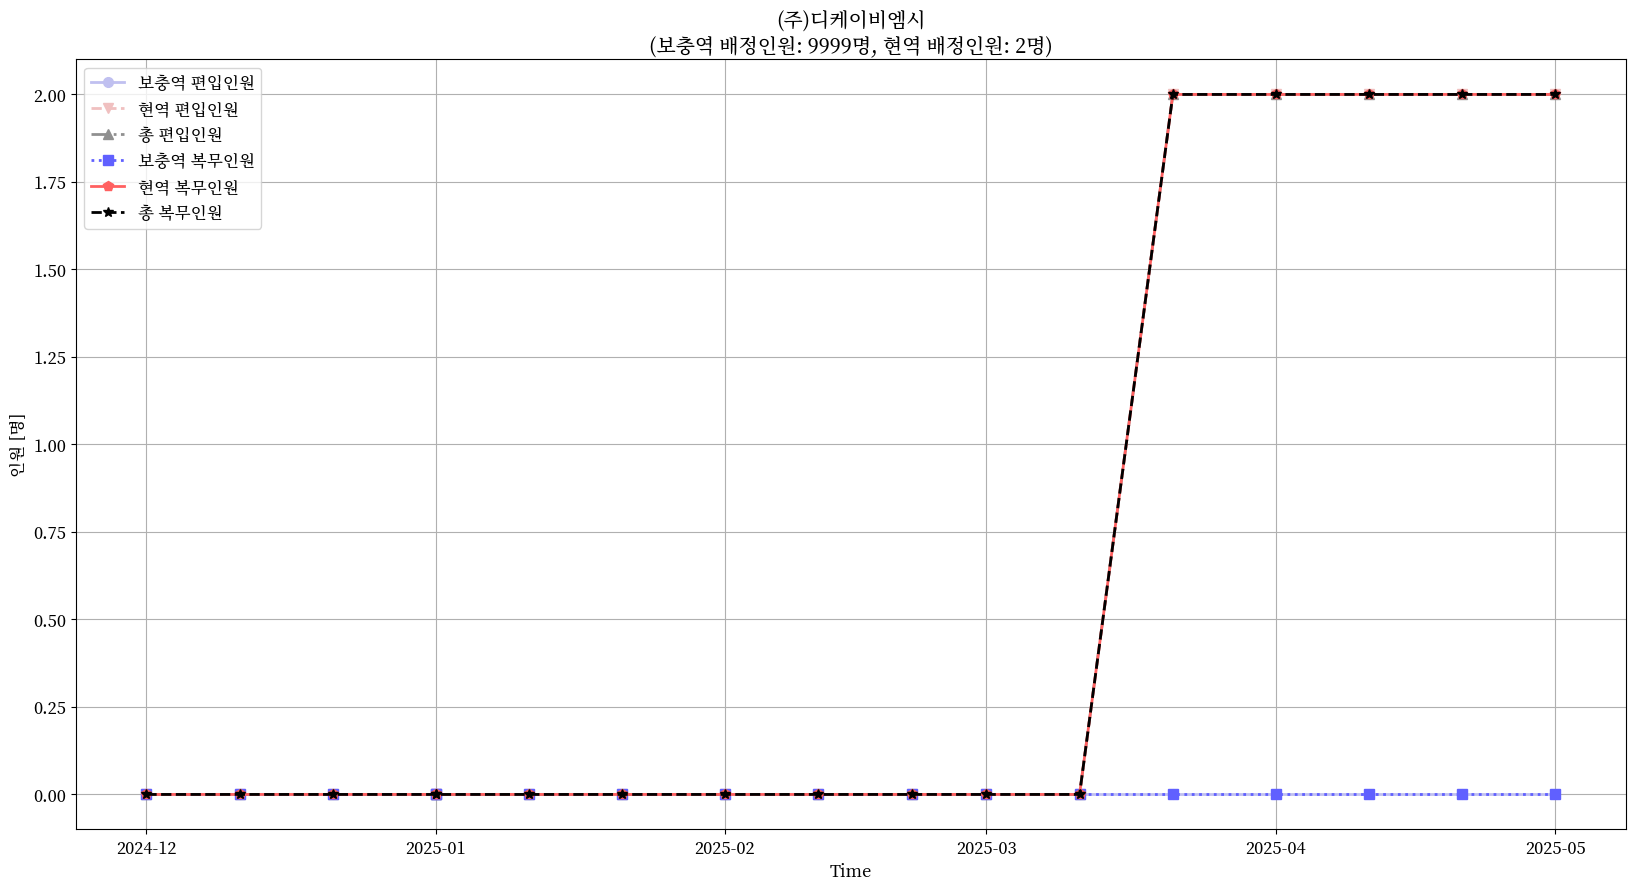 (주)디케이비엠시
(보충역 배정인원: 9999명, 현역 배정인원: 2명)
보충역 편입인원
현역 편입인원
총 편입인원
보충역 복무인원
현역 복무인원
총 복무인원
2.00
1.75
1.50
1.25
1.00
0.75
0.50
0.25
0.00
인원 [명]
2024-12
2025-01
2025-02
2025-03
2025-04
2025-05
Time